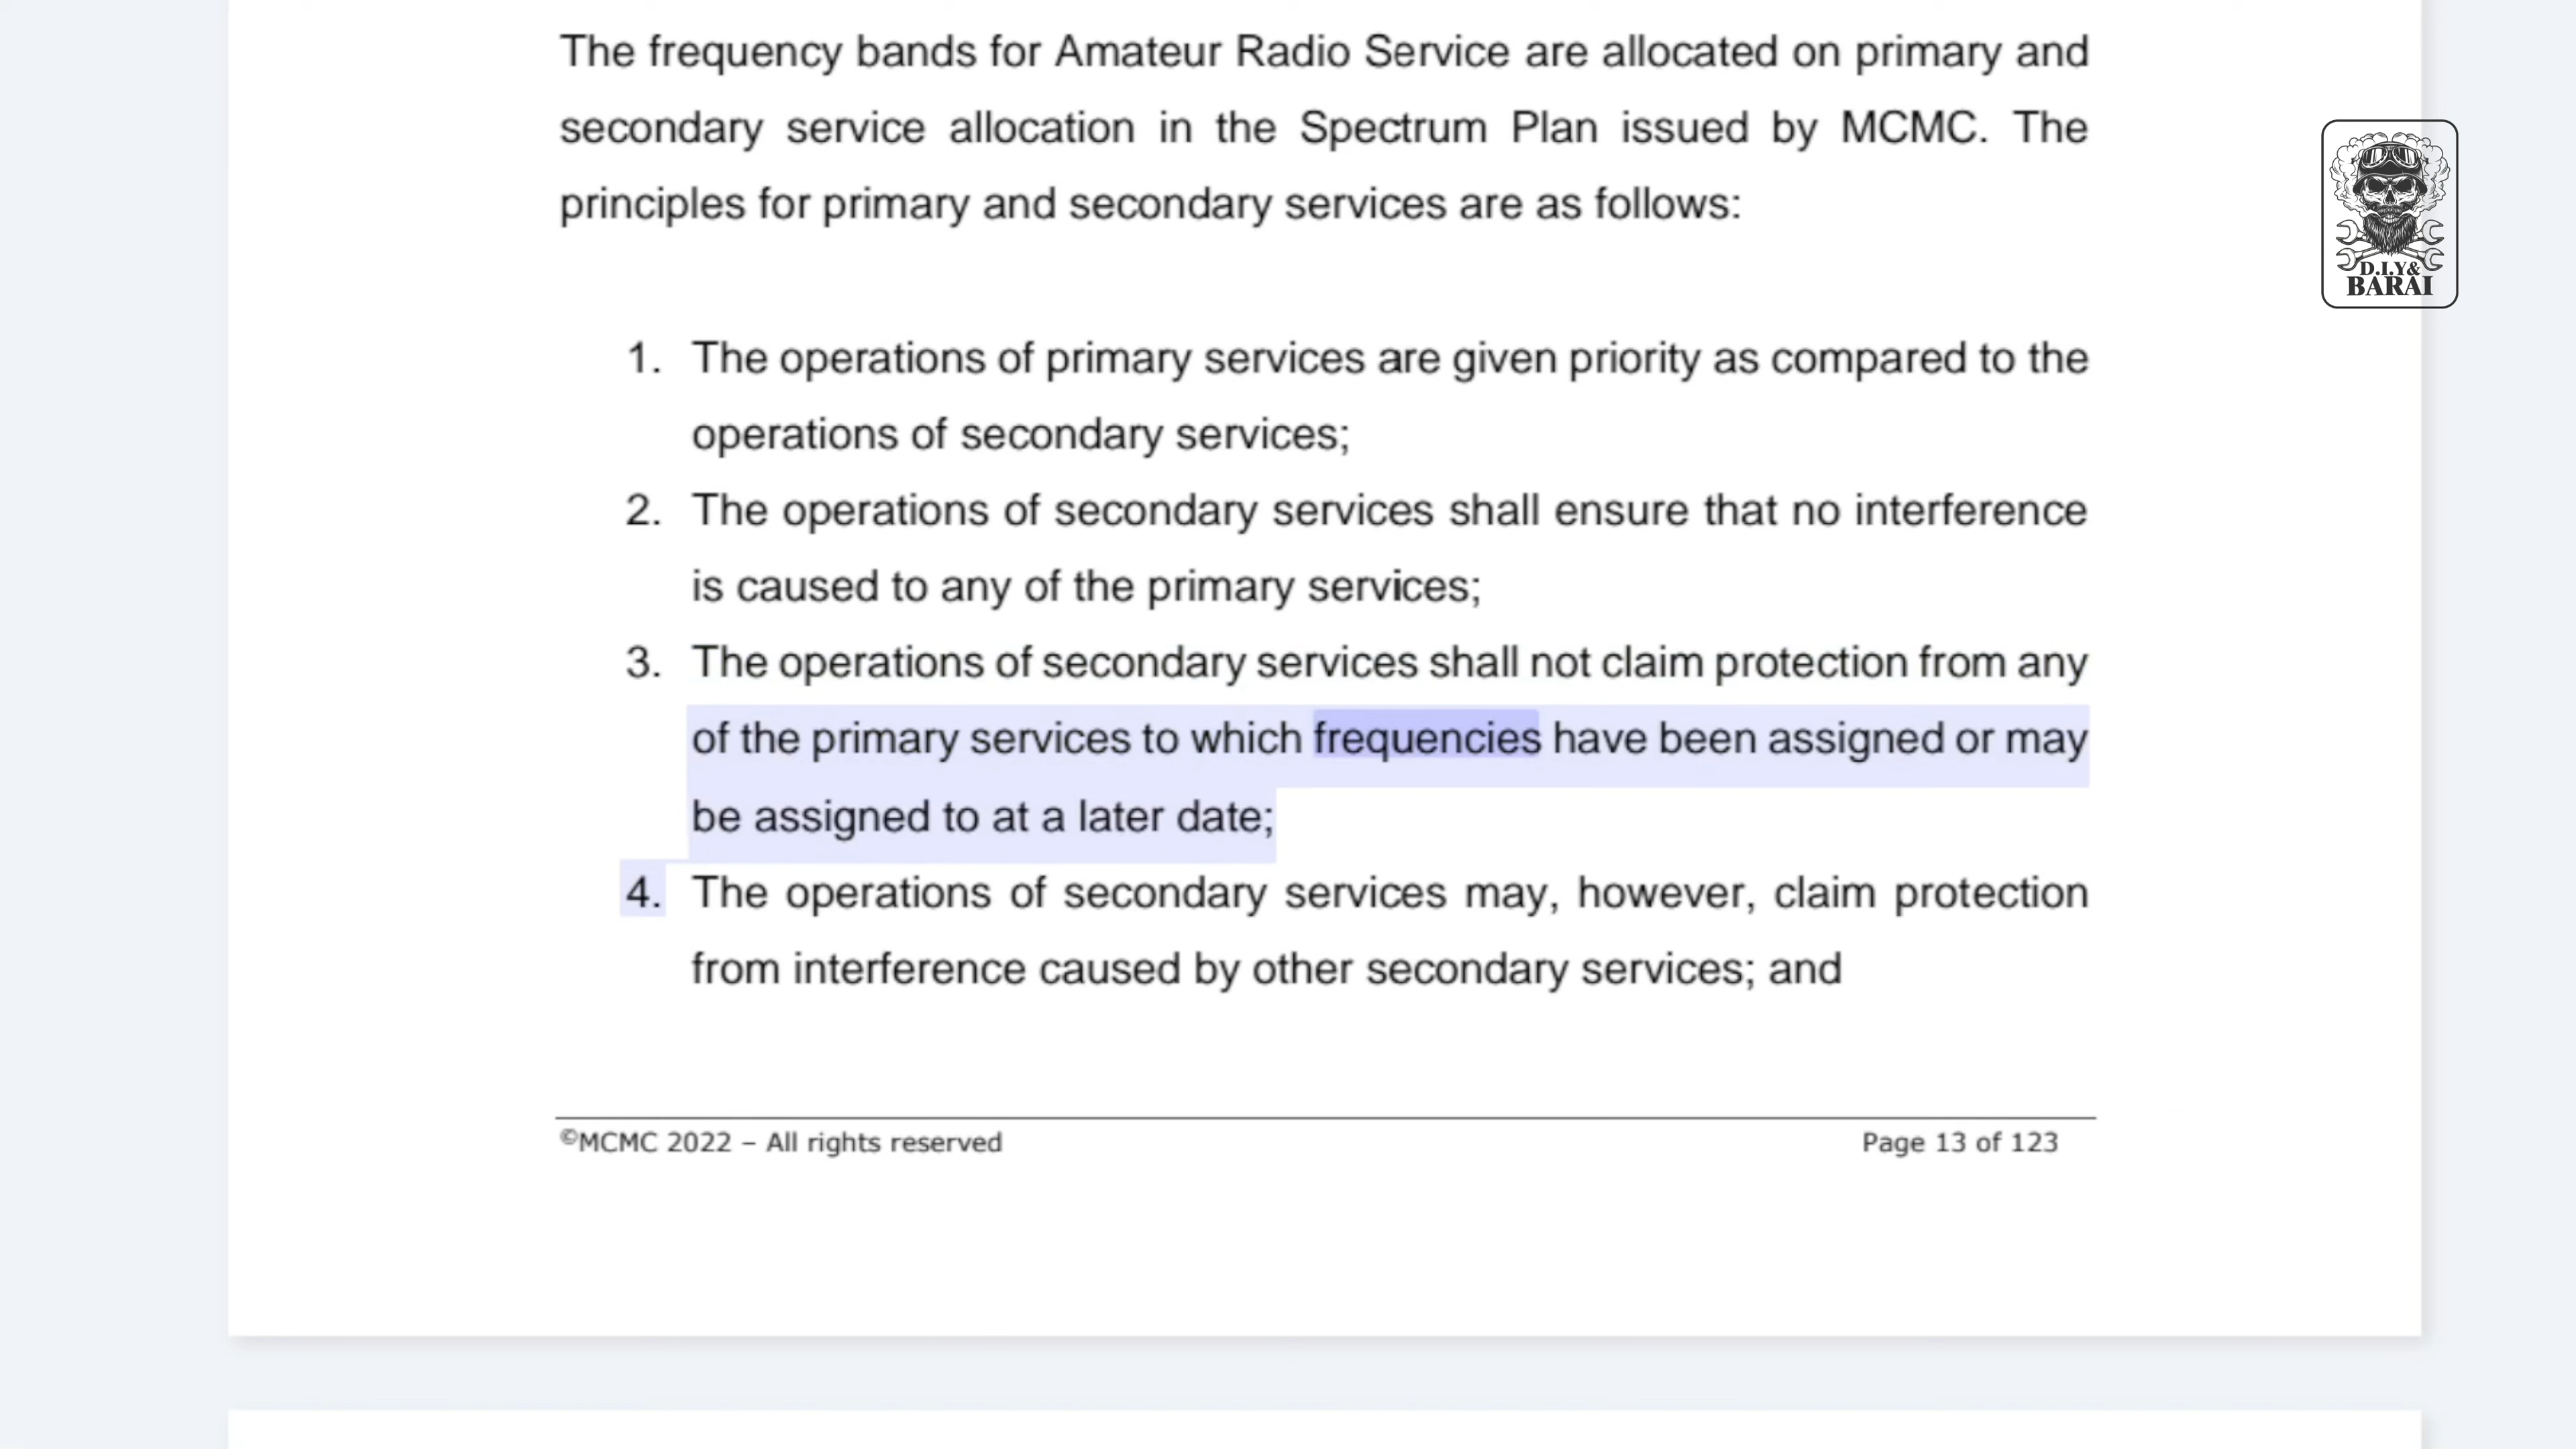 The frequency bands for Amateur Radio Service are allocated on primary and
secondary service allocation in the Spectrum Plan issued by MCMC. The
principles for primary and secondary services are as follows:
1. The operations of primary services are given priority as compared to the
operations of secondary services;
2. The operations of secondary services shall ensure that no interference
is caused to any of the primary services;
3. The operations of secondary services shall not claim protection from any
of the primary services to which frequencies have been assigned or may
be assigned to at a later date;
4. The operations of secondary services may, however, claim protection
from interference caused by other secondary services; and
©MCMC 2022 – All rights reserved
Page 13 of 123
D.I.Y&
BARAI